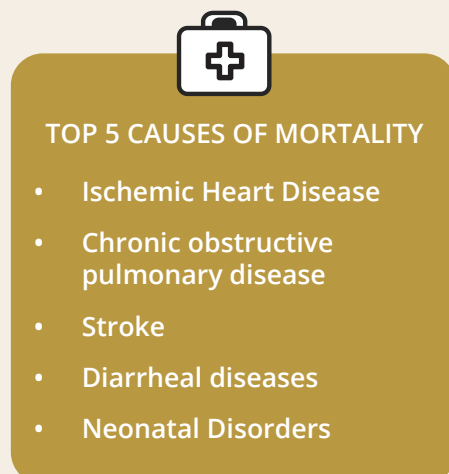 TOP 5 CAUSES OF MORTALITY
• Ischemic Heart Disease
• Chronic obstructive
pulmonary disease
• Stroke
• Diarrheal diseases
• Neonatal Disorders